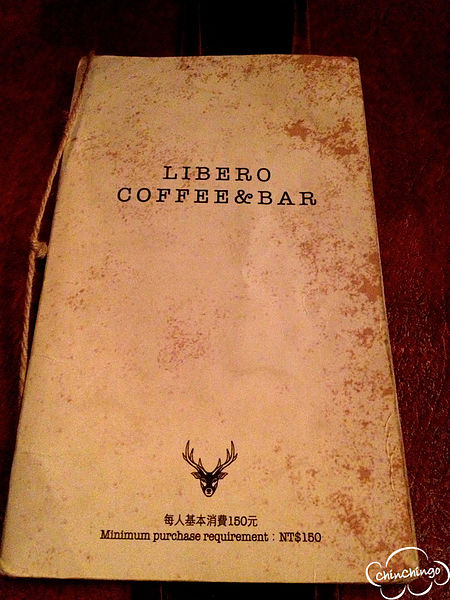 LIBERO
COFFEE&BAR
每人基本消費150元
Minimum purchase requirement : NT$150
chinchingo